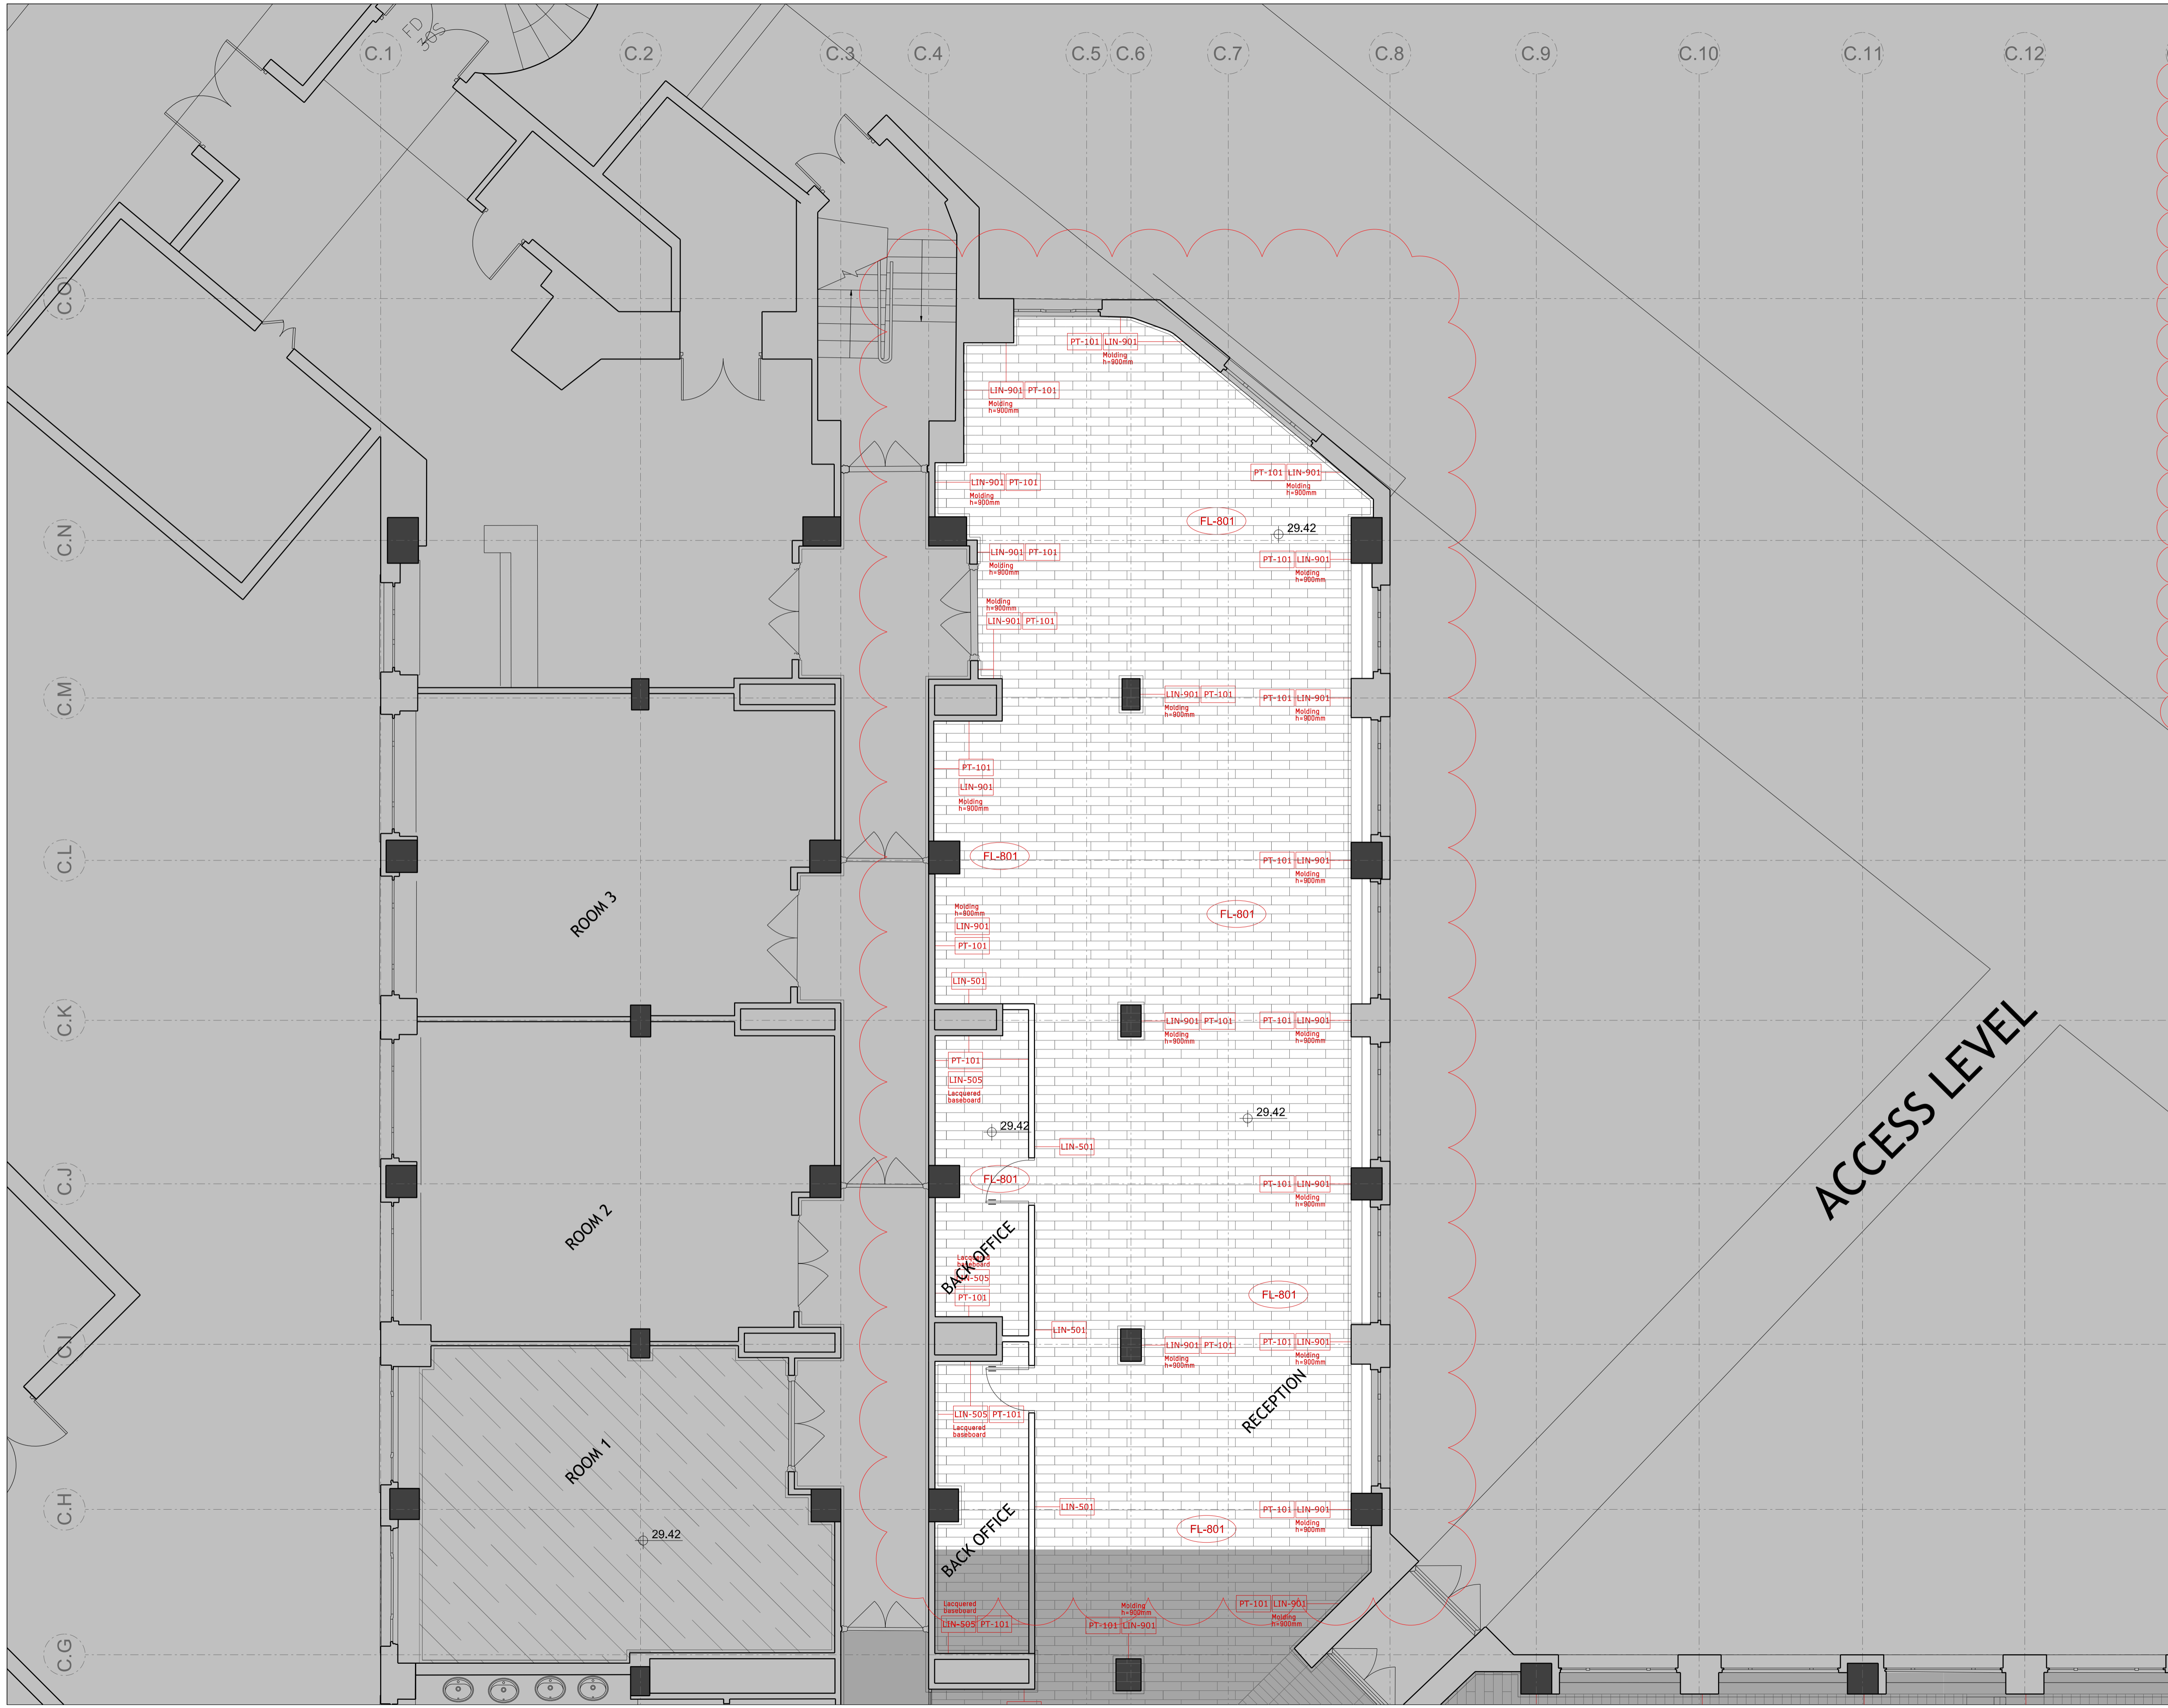 FD
30S
C.1
C.2
C.3
C.4
C.5
C.6
C.7
C.8
C.9
C.10
C.11
C.12
C.O
PT-101 LIN-901
Molding
h=900mm
LIN-901 PT-101
Molding
h=900mm
PT-101 LIN-901
Molding
h=900mm
LIN-901 PT-101
Molding
h=900mm
FL-801
29.42
C.N
LIN-901 PT-101
Molding
h=900mm
PT-101 LIN-901
Molding
h=900mm
Molding
h=900mm
LIN-901 PT-101
C.M
LIN-901 PT-101
Molding
h=900mm
PT-101 LIN-901
Molding
h=900mm
PT-101
LIN-901
Molding
h=900mm
C.L
FL-801
PT-101 LIN-901
Molding
h=900mm
ROOM 3
Molding
h=900mm
LIN-901
PT-101
FL-801
LIN-501
C.K
LIN-901 PT-101
Molding
h=900mm
PT-101 LIN-901
Molding
h=900mm
PT-101
LIN-505
Lacquered
baseboard
29.42
29.42
LIN-501
ACCESS LEVEL
C.J
FL-801
PT-101 LIN-901
Molding
h=900mm
ROOM 2
BACK OFFICE
Lacquered
baseboard
LIN-505
PT-101
FL-801
LIN-501
C.I
LIN-901 PT-101
Molding
h=900mm
PT-101 LIN-901
Molding
h=900mm
RECEPTION
LIN-505 PT-101
Lacquered
baseboard
ROOM 1
C.H
LIN-501
PT-101 LIN-901
Molding
h=900mm
FL-801
29.42
BACK OFFICE
Lacquered
baseboard
LIN-505 PT-101
Molding
h=900mm
PT-101 LIN-901
PT-101 LIN-901
Molding
h=900mm
C.G